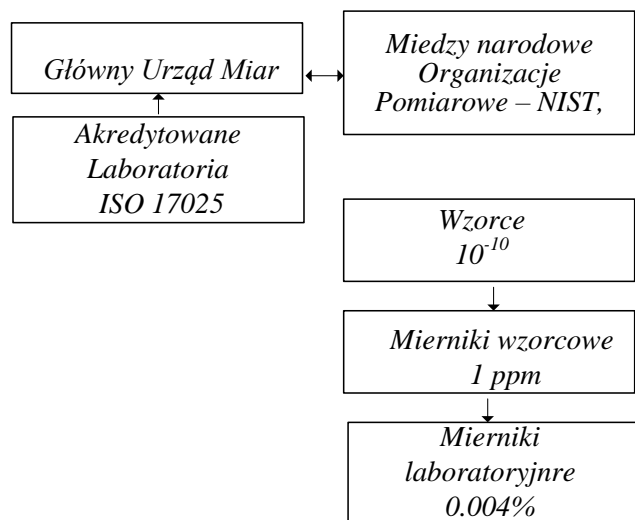 Główny Urząd Miar
Miedzy narodowe
Organizacje
Pomiarowe – NIST,
Akredytowane
Laboratoria
ISO 17025
Wzorce
10⁻¹⁰
Mierniki wzorcowe
1 ppm
Mierniki
laboratoryjnre
0.004%